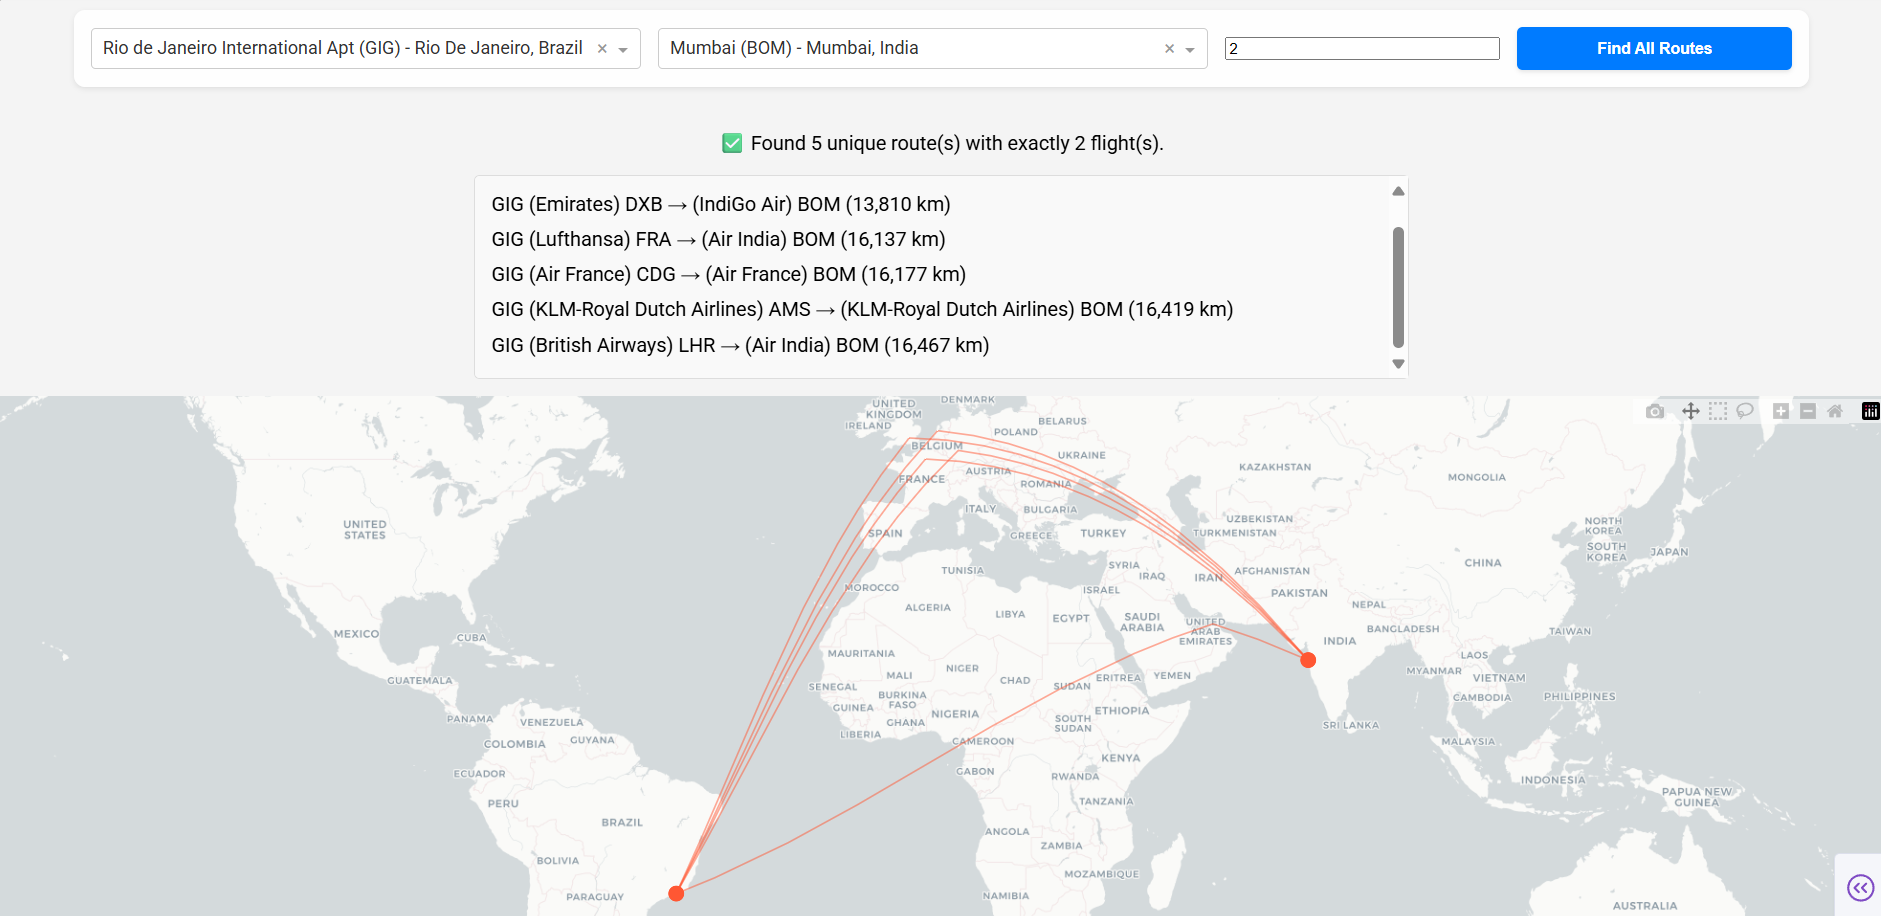 Rio de Janeiro International Apt (GIG) - Rio De Janeiro, Brazil ×
Mumbai (BOM) - Mumbai, India ×
2
Find All Routes
✅ Found 5 unique route(s) with exactly 2 flight(s).
GIG (Emirates) DXB → (IndiGo Air) BOM (13,810 km)
GIG (Lufthansa) FRA → (Air India) BOM (16,137 km)
GIG (Air France) CDG → (Air France) BOM (16,177 km)
GIG (KLM-Royal Dutch Airlines) AMS → (KLM-Royal Dutch Airlines) BOM (16,419 km)
GIG (British Airways) LHR → (Air India) BOM (16,467 km)
UNITED
KINGDOM
DENMARK
IRELAND
BELARUS
POLAND
BELGIUM
UKRAINE
KAZAKHSTAN
MONGOLIA
FRANCE
AUSTRIA
ROMANIA
ITALY
BULGARIA
UZBEKISTAN
TURKMENISTAN
UNITED
STATES
SPAIN
GREECE
TURKEY
NORTH
KOREA
SOUTH
KOREA
JAPAN
CHINA
SYRIA
IRAQ
IRAN
AFGHANISTAN
TUNISIA
MOROCCO
ISRAEL
PAKISTAN
ALGERIA
LIBYA
EGYPT
SAUDI
ARABIA
UNITED
ARAB
EMIRATES
NEPAL
BANGLADESH
INDIA
TAIWAN
MEXICO
CUBA
MAURITANIA
MALI
NIGER
CHAD
SUDAN
ERITREA
YEMEN
LAOS
MYANMAR
VIETNAM
GUATEMALA
SENEGAL
BURKINA
FASO
CAMBODIA
PHILIPPINES
GUINEA
GHANA
NIGERIA
SOUTH
SUDAN
ETHIOPIA
PANAMA
VENEZUELA
LIBERIA
SRI LANKA
COLOMBIA
GUYANA
CAMEROON
MALAYSIA
ECUADOR
GABON
RWANDA
KENYA
INDONESIA
PERU
TANZANIA
PAPUA NEW
GUINEA
BRAZIL
ANGOLA
ZAMBIA
BOLIVIA
MOZAMBIQUE
PARAGUAY
NAMIBIA
AUSTRALIA